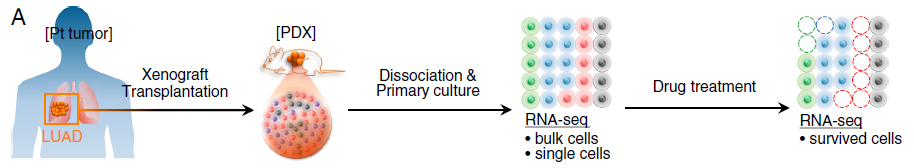 A
[Pt tumor]
LUAD
Xenograft
Transplantation
[PDX]
Dissociation &
Primary culture
RNA-seq
• bulk cells
• single cells
Drug treatment
RNA-seq
• survived cells